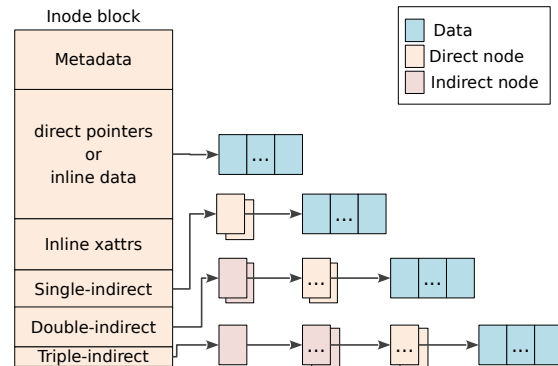 Inode block
Metadata
direct pointers
or
inline data
Inline xattrs
Single-indirect
Double-indirect
Triple-indirect
Data
Direct node
Indirect node
...
...
...
...
...
...
...